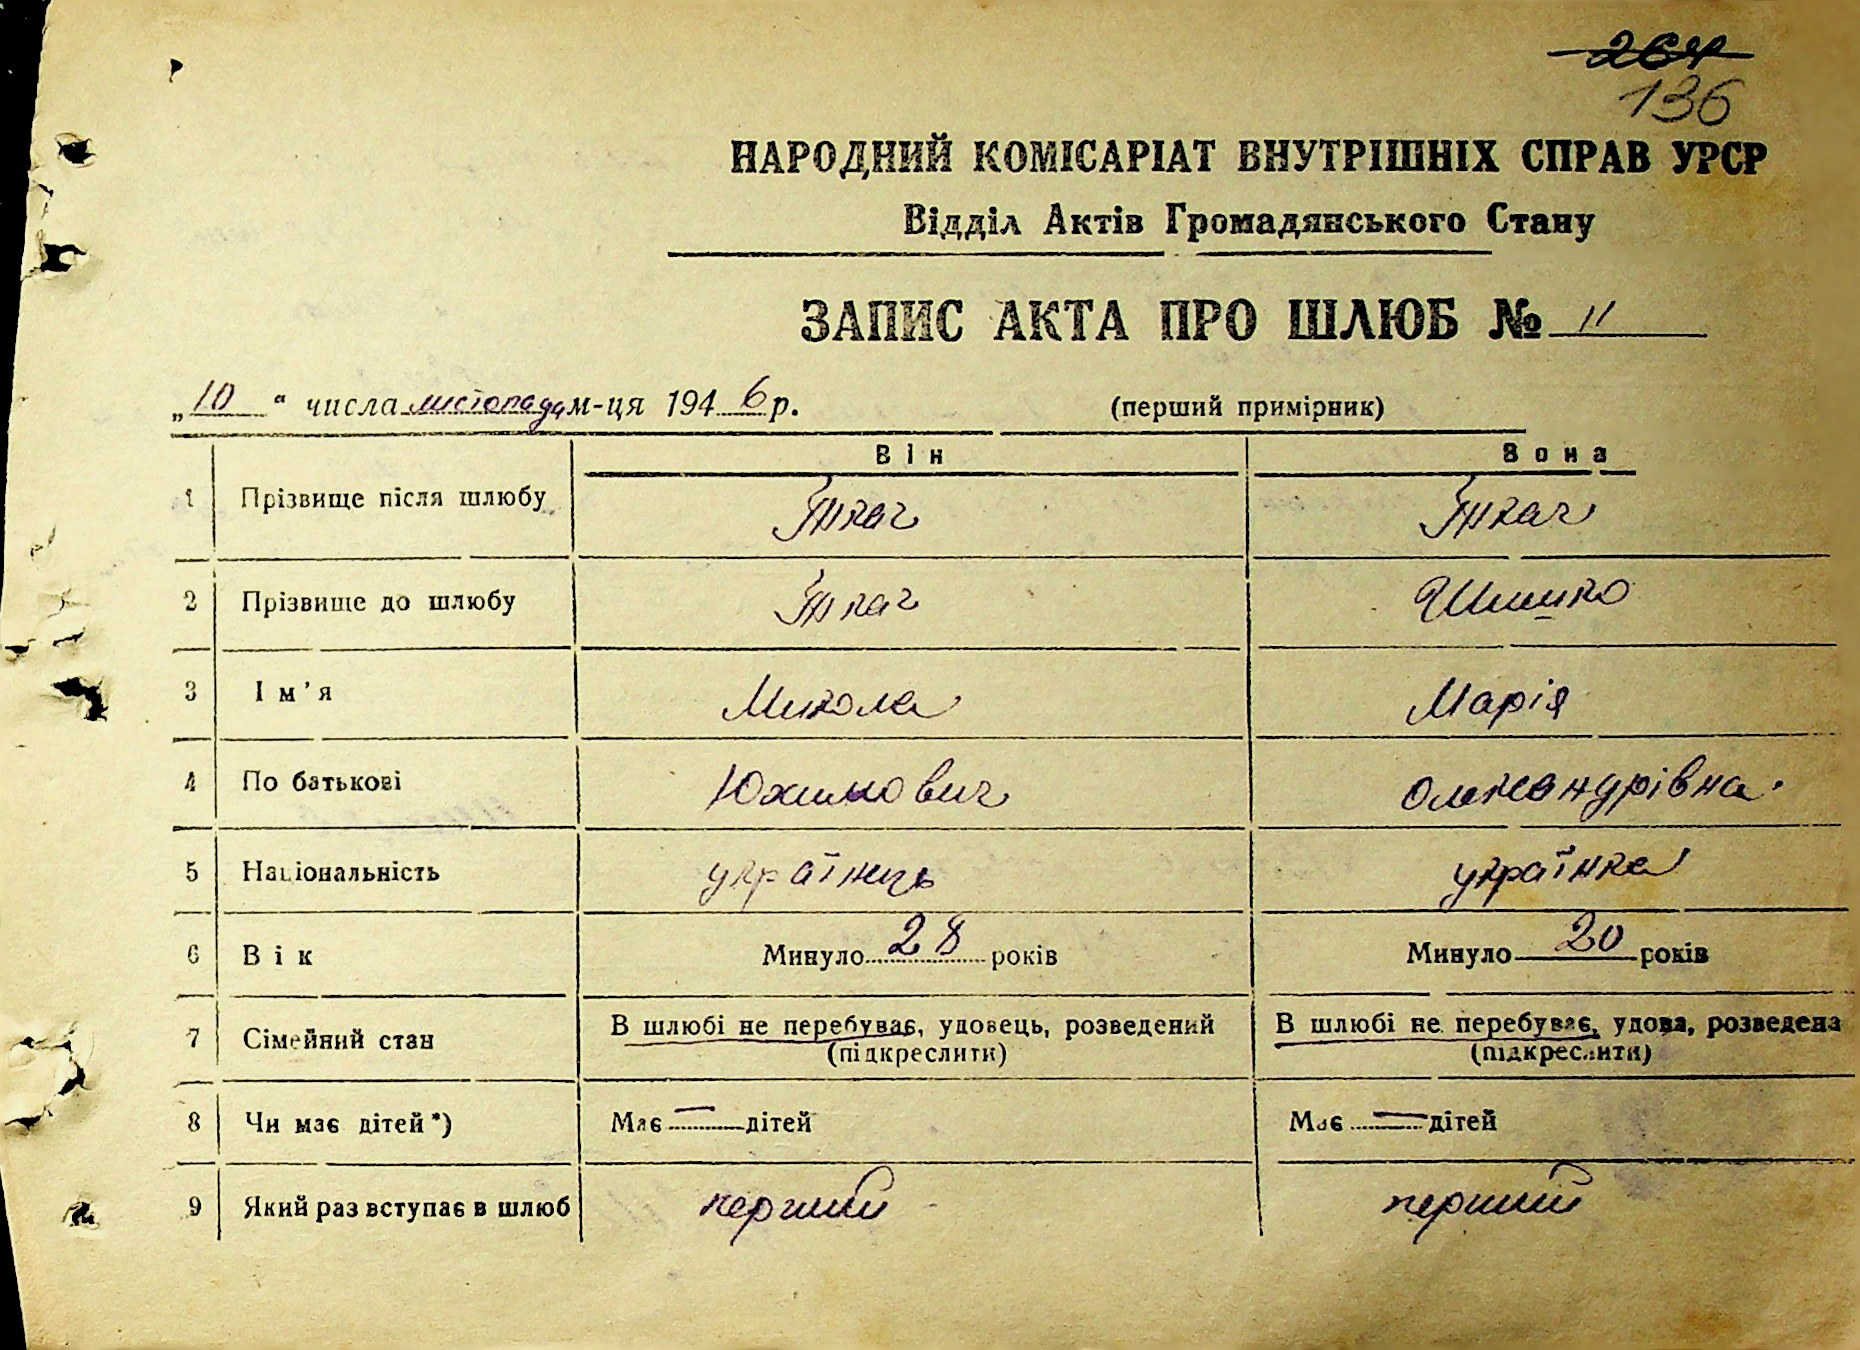 264
136
НАРОДНИЙ КОМІСАРІАТ ВНУТРІШНІХ СПРАВ УРСР
Відділ Актів Громадянського Стану
ЗАПИС АКТА ПРО ШЛЮБ № 11
„10“ числа листопада м-ця 1946 р. (перший примірник)
Він Вона
1 Прізвище після шлюбу Ткач Ткач
2 Прізвище до шлюбу Ткач Шишко
3 Ім'я Микола Марія
4 По батькові Юхимович Олександрівна
5 Національність українець українка
6 Вік Минуло 28 років Минуло 20 років
7 Сімейний стан В шлюбі не перебуває, удовець, розведений В шлюбі не перебуває, удова, розведена
(підкреслити) (підкреслити)
8 Чи має дітей*) Має — дітей Має — дітей
9 Який раз вступає в шлюб перший перший